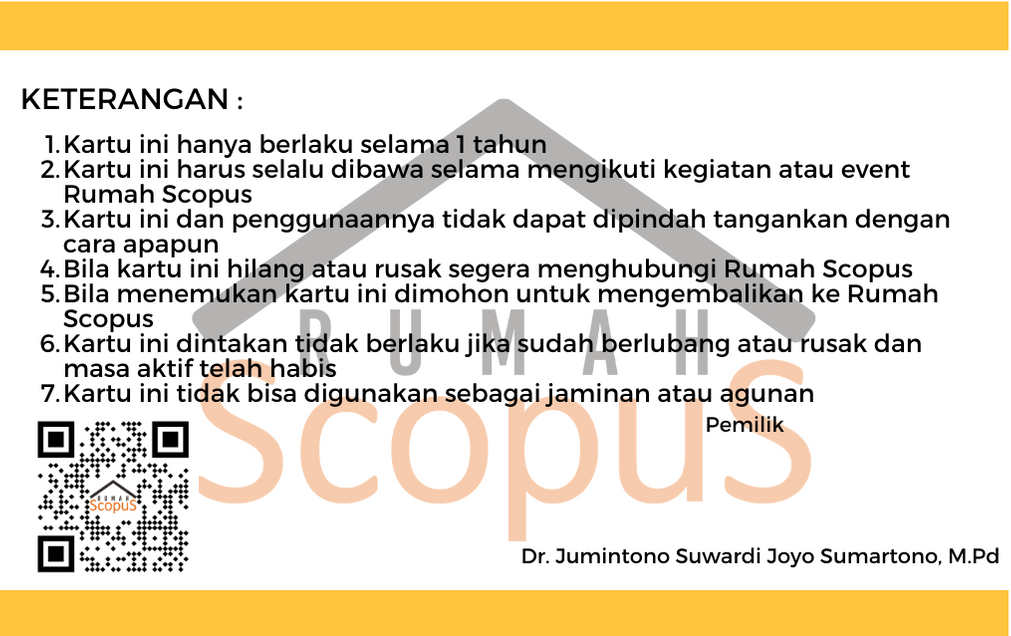 KETERANGAN :
1. Kartu ini hanya berlaku selama 1 tahun
2. Kartu ini harus selalu dibawa selama mengikuti kegiatan atau event
Rumah Scopus
3. Kartu ini dan penggunaannya tidak dapat dipindah tangankan dengan
cara apapun
4. Bila kartu ini hilang atau rusak segera menghubungi Rumah Scopus
5. Bila menemukan kartu ini dimohon untuk mengembalikan ke Rumah
Scopus
6. Kartu ini dintakan tidak berlaku jika sudah berlubang atau rusak dan
masa aktif telah habis
7. Kartu ini tidak bisa digunakan sebagai jaminan atau agunan
RUMAH
ScopuS
Pemilik
RUMAH
ScopuS
Dr. Jumintono Suwardi Joyo Sumartono, M.Pd